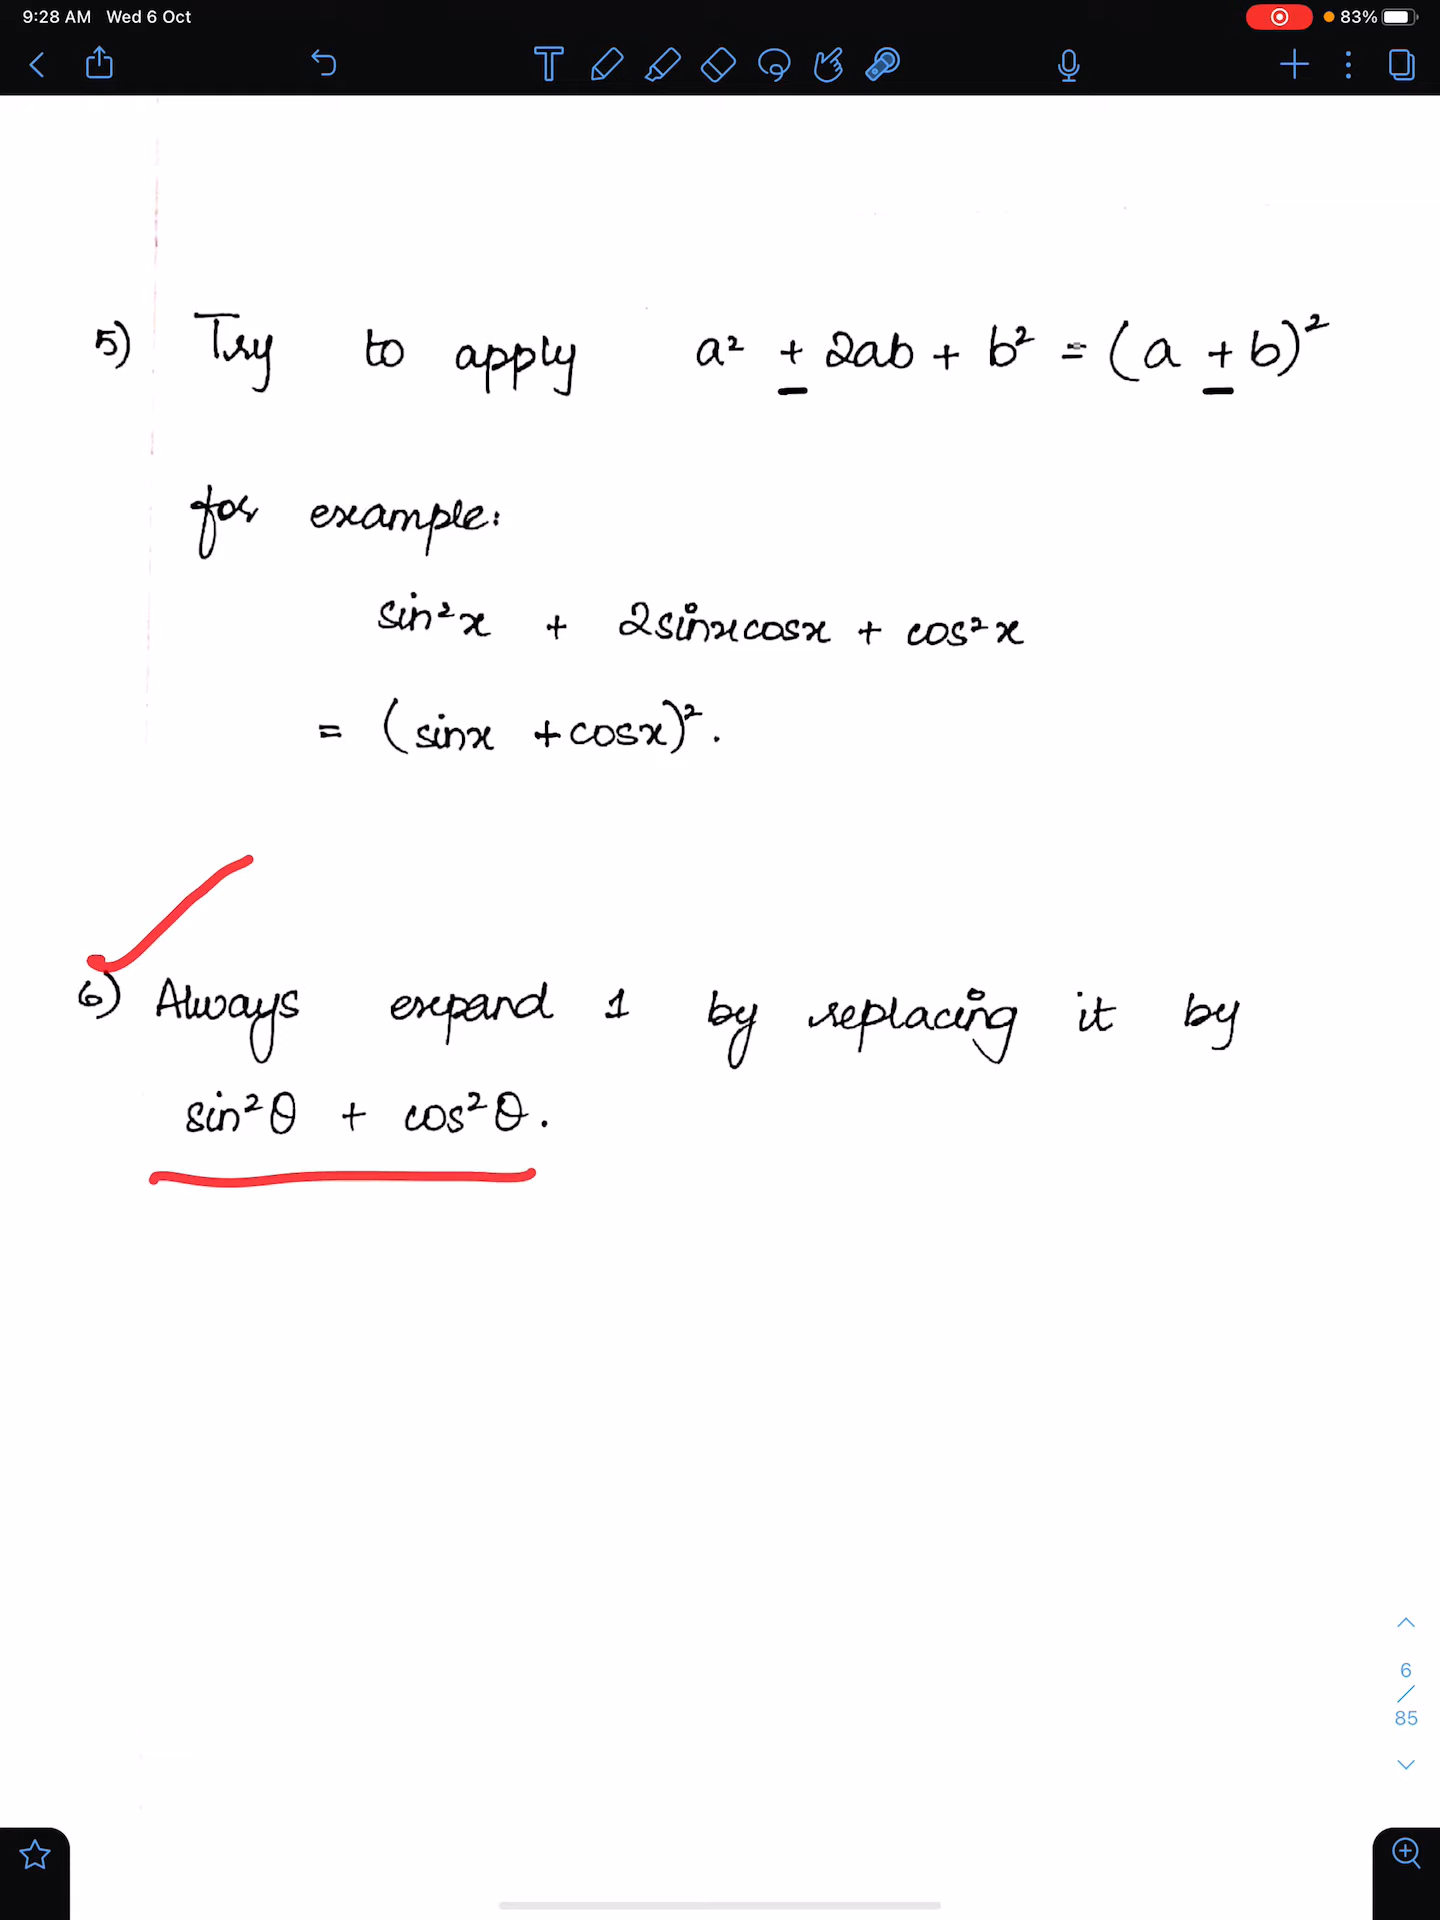 9:28 AM Wed 6 Oct
83%
5) Try to apply a² ± 2ab + b² = (a ± b)²
for example:
sin²x + 2sinxcosx + cos²x
= (sinx + cosx)².
6) Always expand 1 by replacing it by
sin²θ + cos²θ.
6
/
85